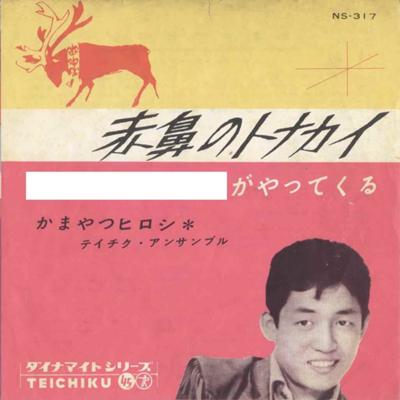 NS-317
赤鼻のトナカイ
がやってくる
かまやつヒロシ＊
テイチク・アンサンブル
ダイナマイトシリーズ
TEICHIKU 45